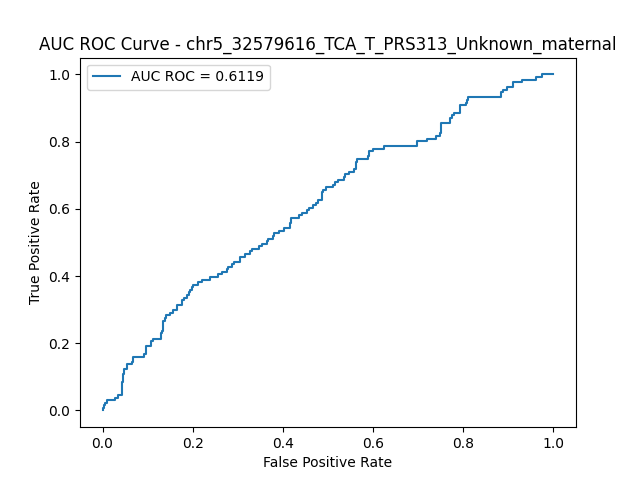 AUC ROC Curve - chr5_32579616_TCA_T_PRS313_Unknown_maternal
AUC ROC = 0.6119
1.0
0.8
0.6
0.4
0.2
0.0
True Positive Rate
0.0 0.2 0.4 0.6 0.8 1.0
False Positive Rate